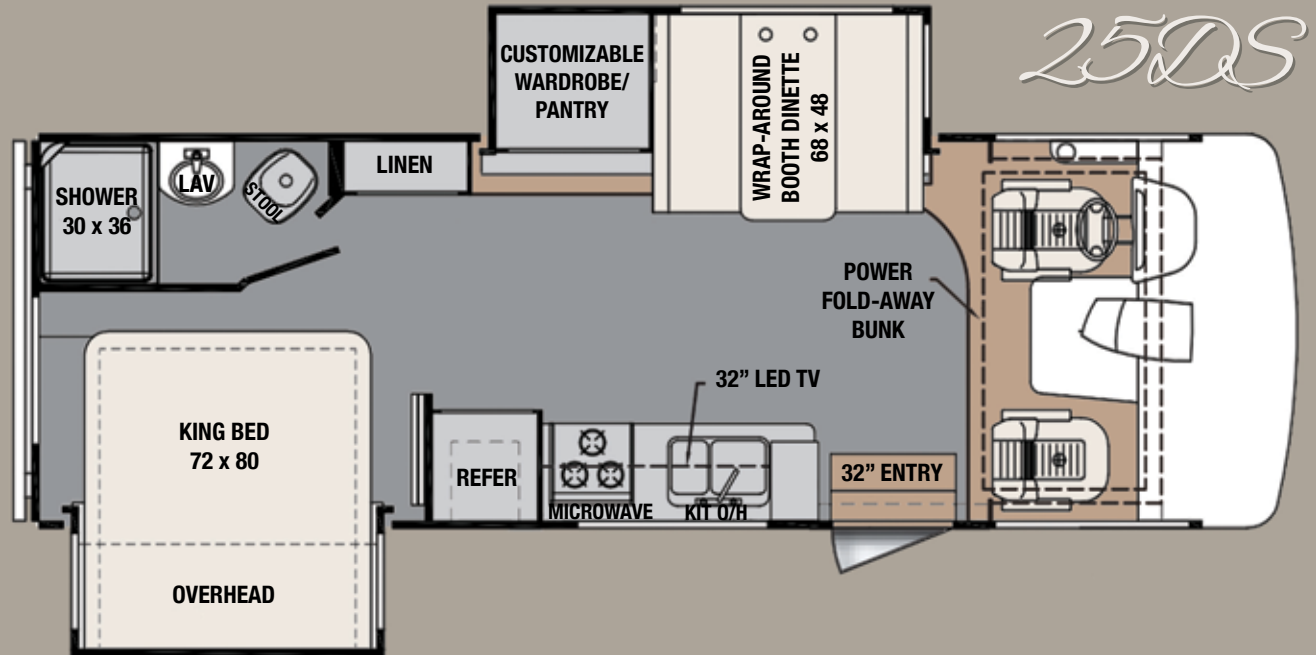 25DS
CUSTOMIZABLE
WARDROBE/
PANTRY
WRAP-AROUND
BOOTH DINETTE
68 x 48
LINEN
LAV
STOOL
SHOWER
30 x 36
POWER
FOLD-AWAY
BUNK
32” LED TV
KING BED
72 x 80
REFER
32” ENTRY
MICROWAVE
KIT O/H
OVERHEAD